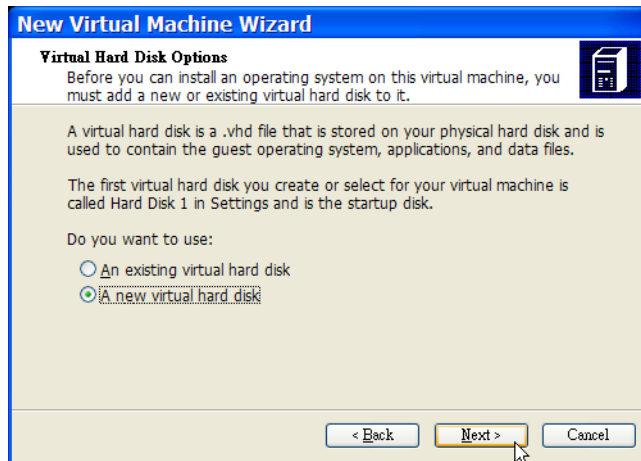 New Virtual Machine Wizard
Virtual Hard Disk Options
Before you can install an operating system on this virtual machine, you
must add a new or existing virtual hard disk to it.
A virtual hard disk is a .vhd file that is stored on your physical hard disk and is
used to contain the guest operating system, applications, and data files.
The first virtual hard disk you create or select for your virtual machine is
called Hard Disk 1 in Settings and is the startup disk.
Do you want to use:
An existing virtual hard disk
A new virtual hard disk
< Back Next > Cancel